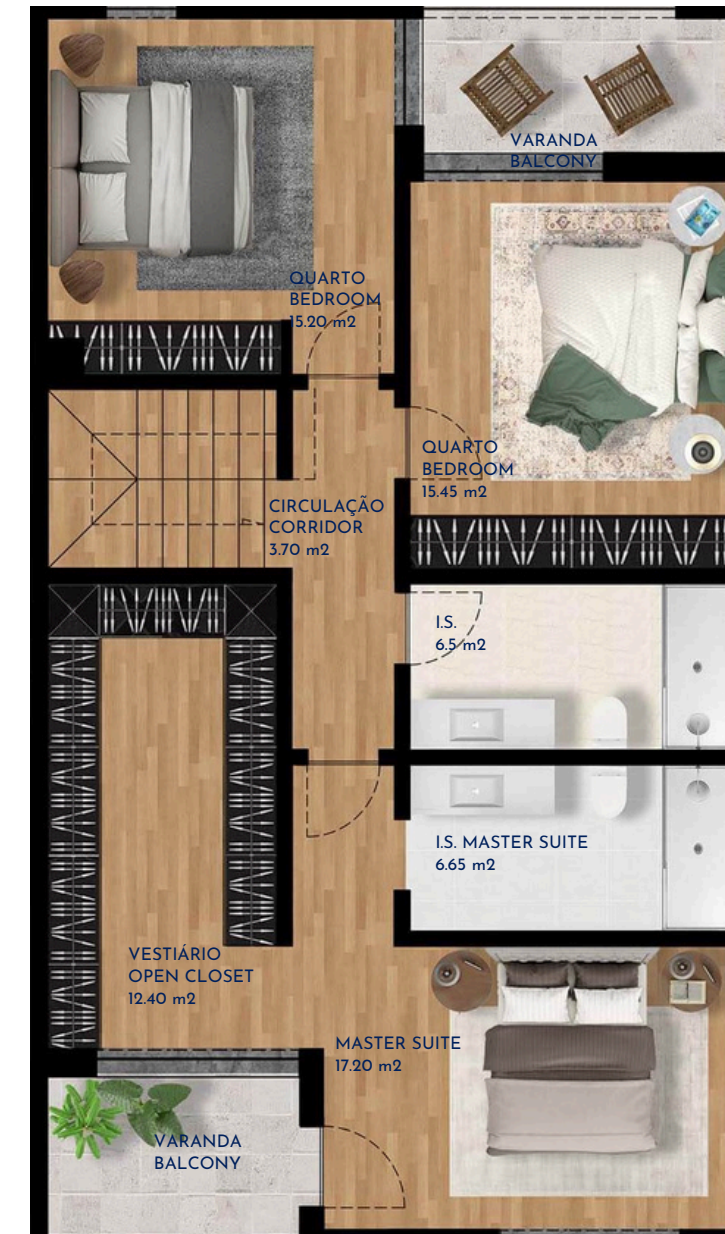 VARANDA
BALCONY
QUARTO
BEDROOM
15.20 m2
QUARTO
BEDROOM
15.45 m2
CIRCULAÇÃO
CORRIDOR
3.70 m2
I.S.
6.5 m2
I.S. MASTER SUITE
6.65 m2
VESTIÁRIO
OPEN CLOSET
12.40 m2
MASTER SUITE
17.20 m2
VARANDA
BALCONY